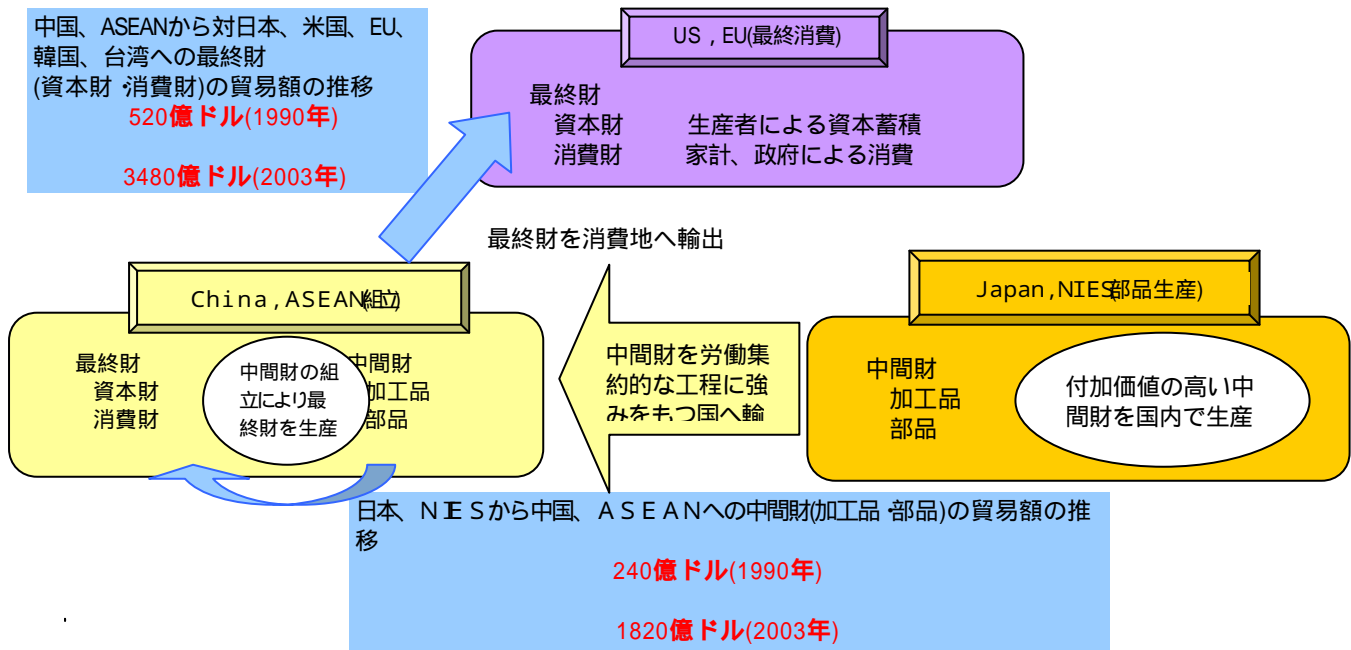 中国、ASEANから対日本、米国、EU、
韓国、台湾への最終財
(資本財・消費財)の貿易額の推移
520億ドル(1990年)
3480億ドル(2003年)
US , EU(最終消費)
最終財
資本財 生産者による資本蓄積
消費財 家計、政府による消費
最終財を消費地へ輸出
China,ASEAN(組立)
最終財
資本財
消費財
中間財の組
立により最
終財を生産
中間財
加工品
部品
中間財を労働集
約的な工程に強
みをもつ国へ輸
Japan,NIES(部品生産)
中間財
加工品
部品
付加価値の高い中
間財を国内で生産
日本、NIESから中国、ASEANへの中間財(加工品・部品)の貿易額の推
移
240億ドル(1990年)
1820億ドル(2003年)